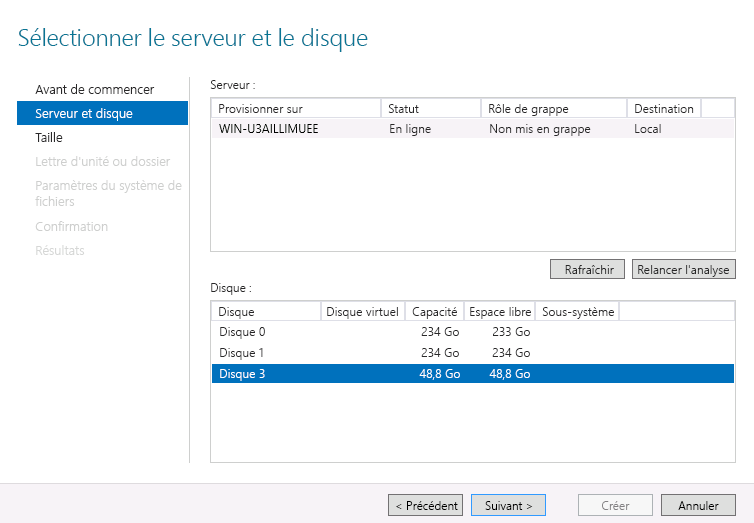 Sélectionner le serveur et le disque
Avant de commencer
Serveur et disque
Taille
Lettre d'unité ou dossier
Paramètres du système de
fichiers
Confirmation
Résultats
Serveur :
Provisionner sur Statut Rôle de grappe Destination
WIN-U3AILLIMUEE En ligne Non mis en grappe Local
Rafraîchir Relancer l'analyse
Disque :
Disque Disque virtuel Capacité Espace libre Sous-système
Disque 0 234 Go 233 Go
Disque 1 234 Go 234 Go
Disque 3 48,8 Go 48,8 Go
< Précédent Suivant > Créer Annuler